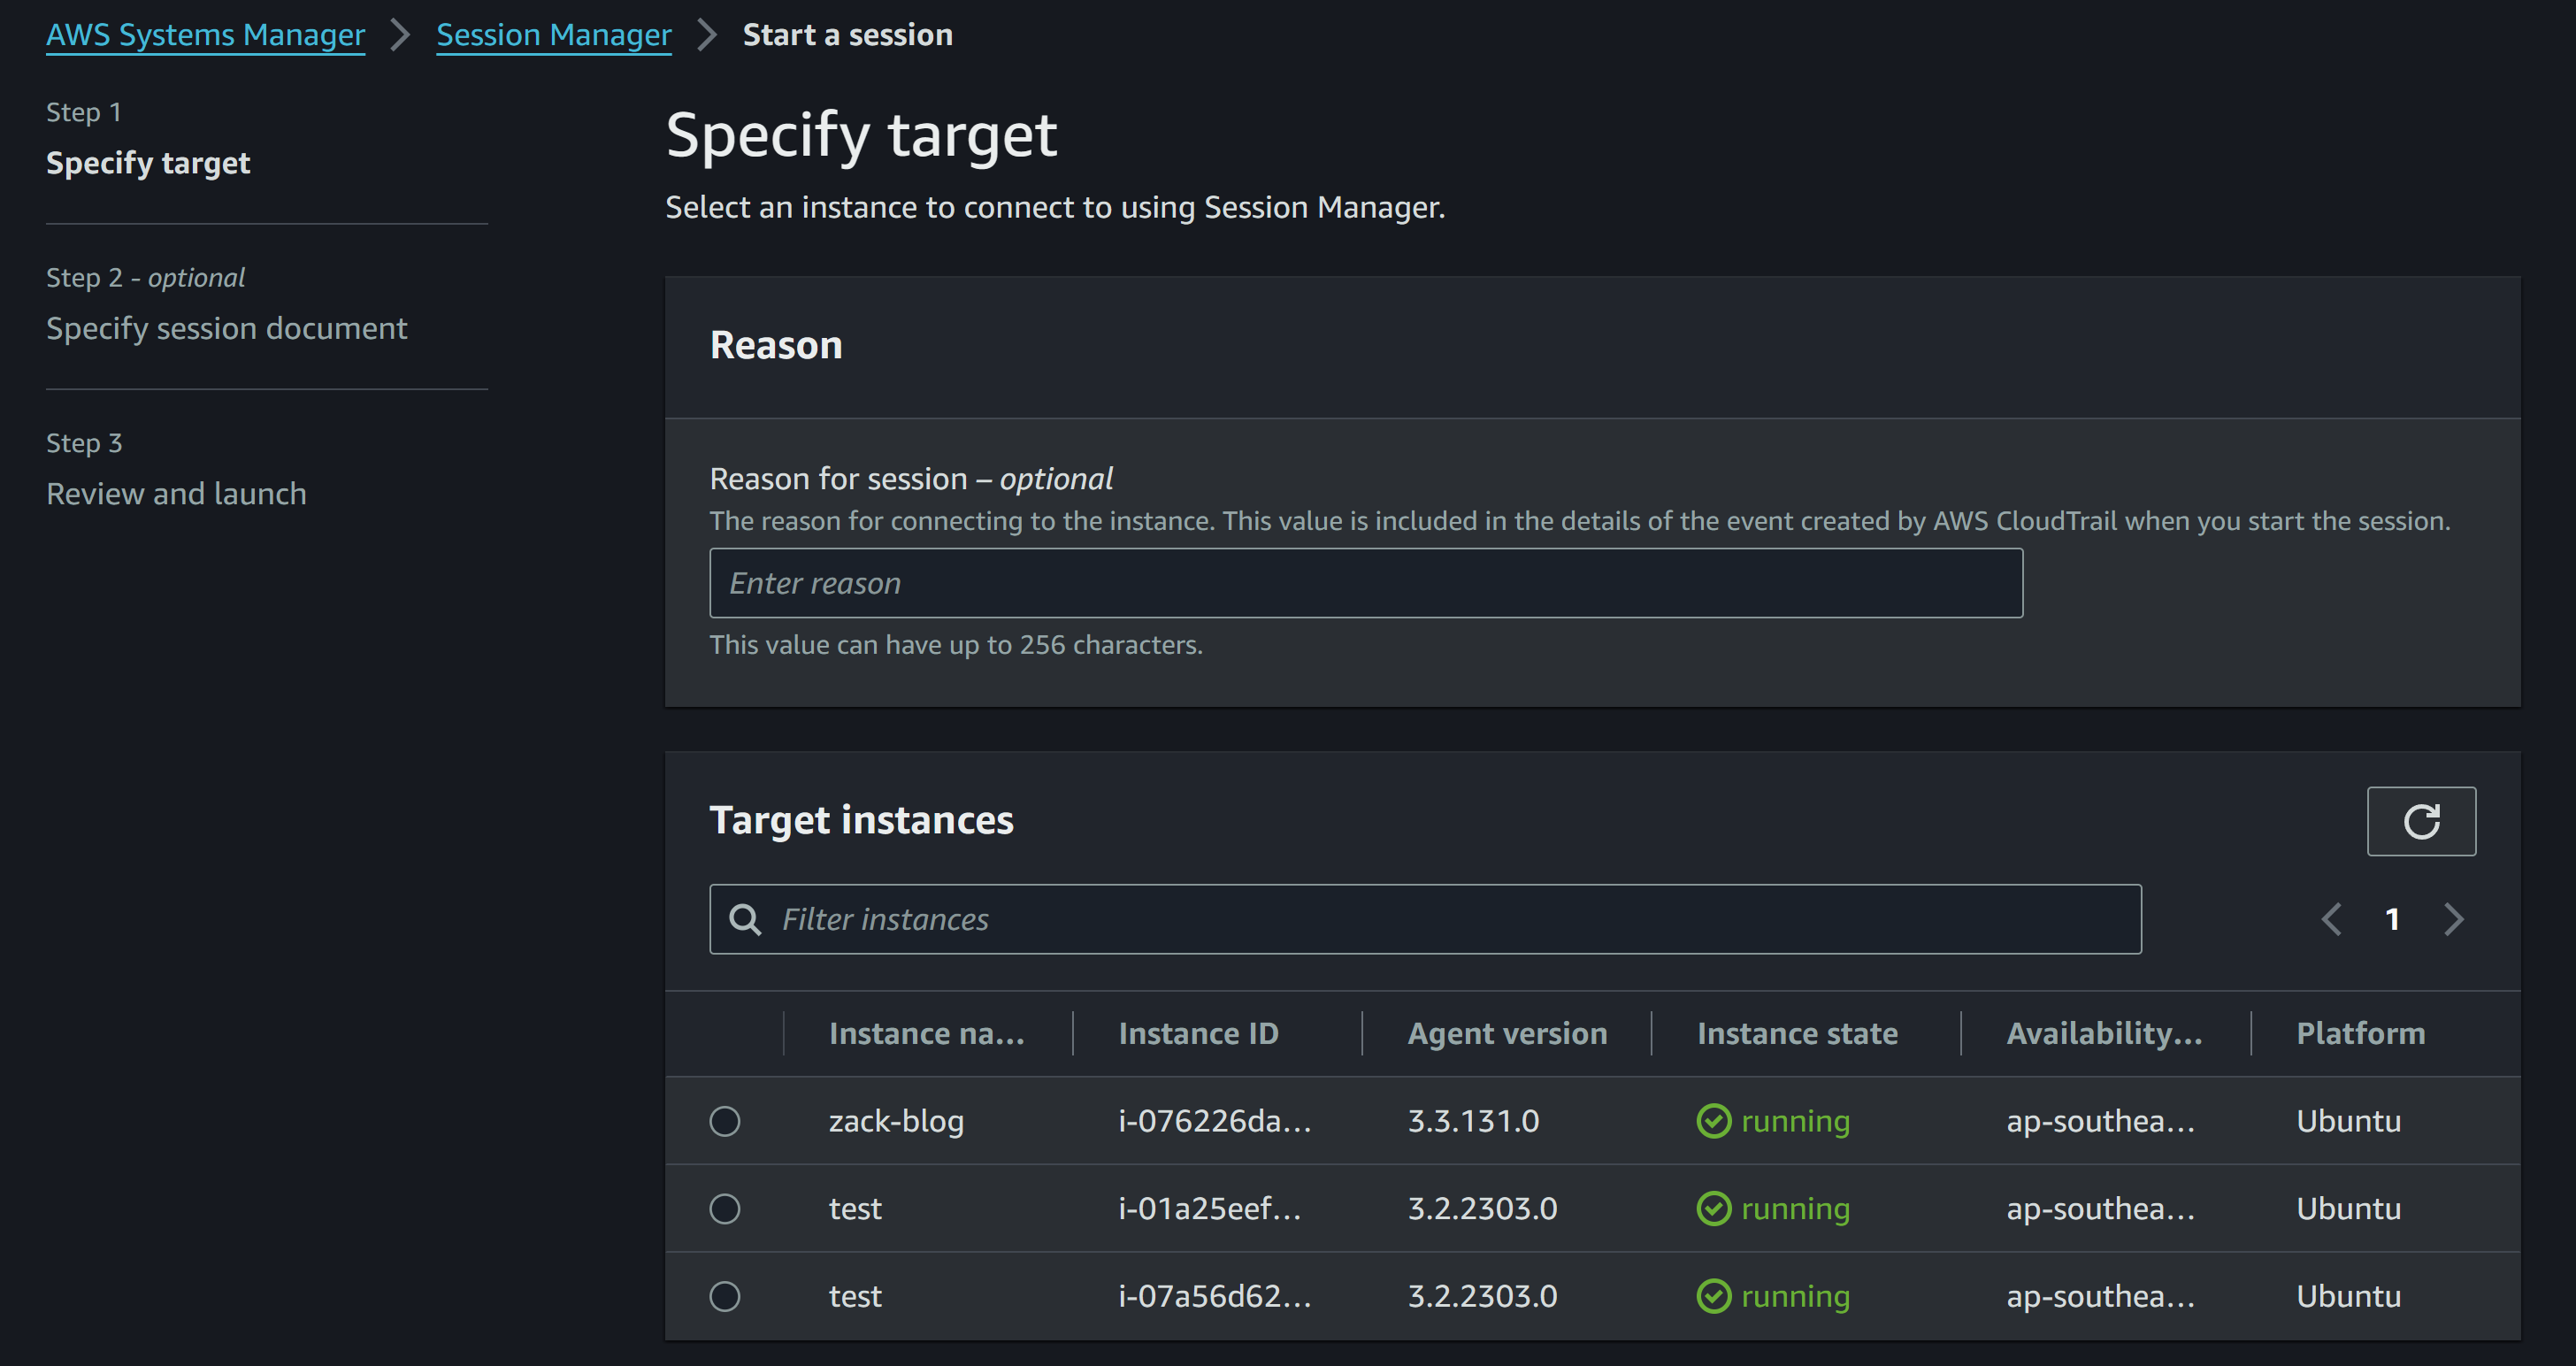 AWS Systems Manager > Session Manager > Start a session
Step 1
Specify target
Step 2 - optional
Specify session document
Step 3
Review and launch
Specify target
Select an instance to connect to using Session Manager.
Reason
Reason for session – optional
The reason for connecting to the instance. This value is included in the details of the event created by AWS CloudTrail when you start the session.
Enter reason
This value can have up to 256 characters.
Target instances
Filter instances
1
Instance na... Instance ID Agent version Instance state Availability... Platform
zack-blog i-076226da... 3.3.131.0 running ap-southea... Ubuntu
test i-01a25eef... 3.2.2303.0 running ap-southea... Ubuntu
test i-07a56d62... 3.2.2303.0 running ap-southea... Ubuntu